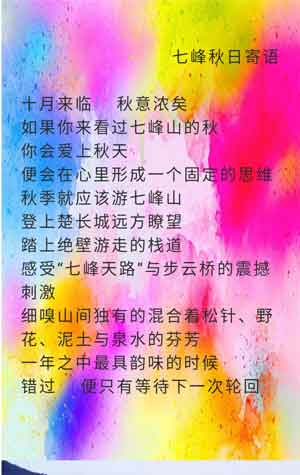 七峰秋日寄语
十月来临 秋意浓矣
如果你来看过七峰山的秋
你会爱上秋天
便会在心里形成一个固定的思维
秋季就应该游七峰山
登上楚长城远方瞭望
踏上绝壁游走的栈道
感受“七峰天路”与步云桥的震撼
刺激
细嗅山间独有的混合着松针、野
花、泥土与泉水的芬芳
一年之中最具韵味的时候
错过 便只有等待下一次轮回